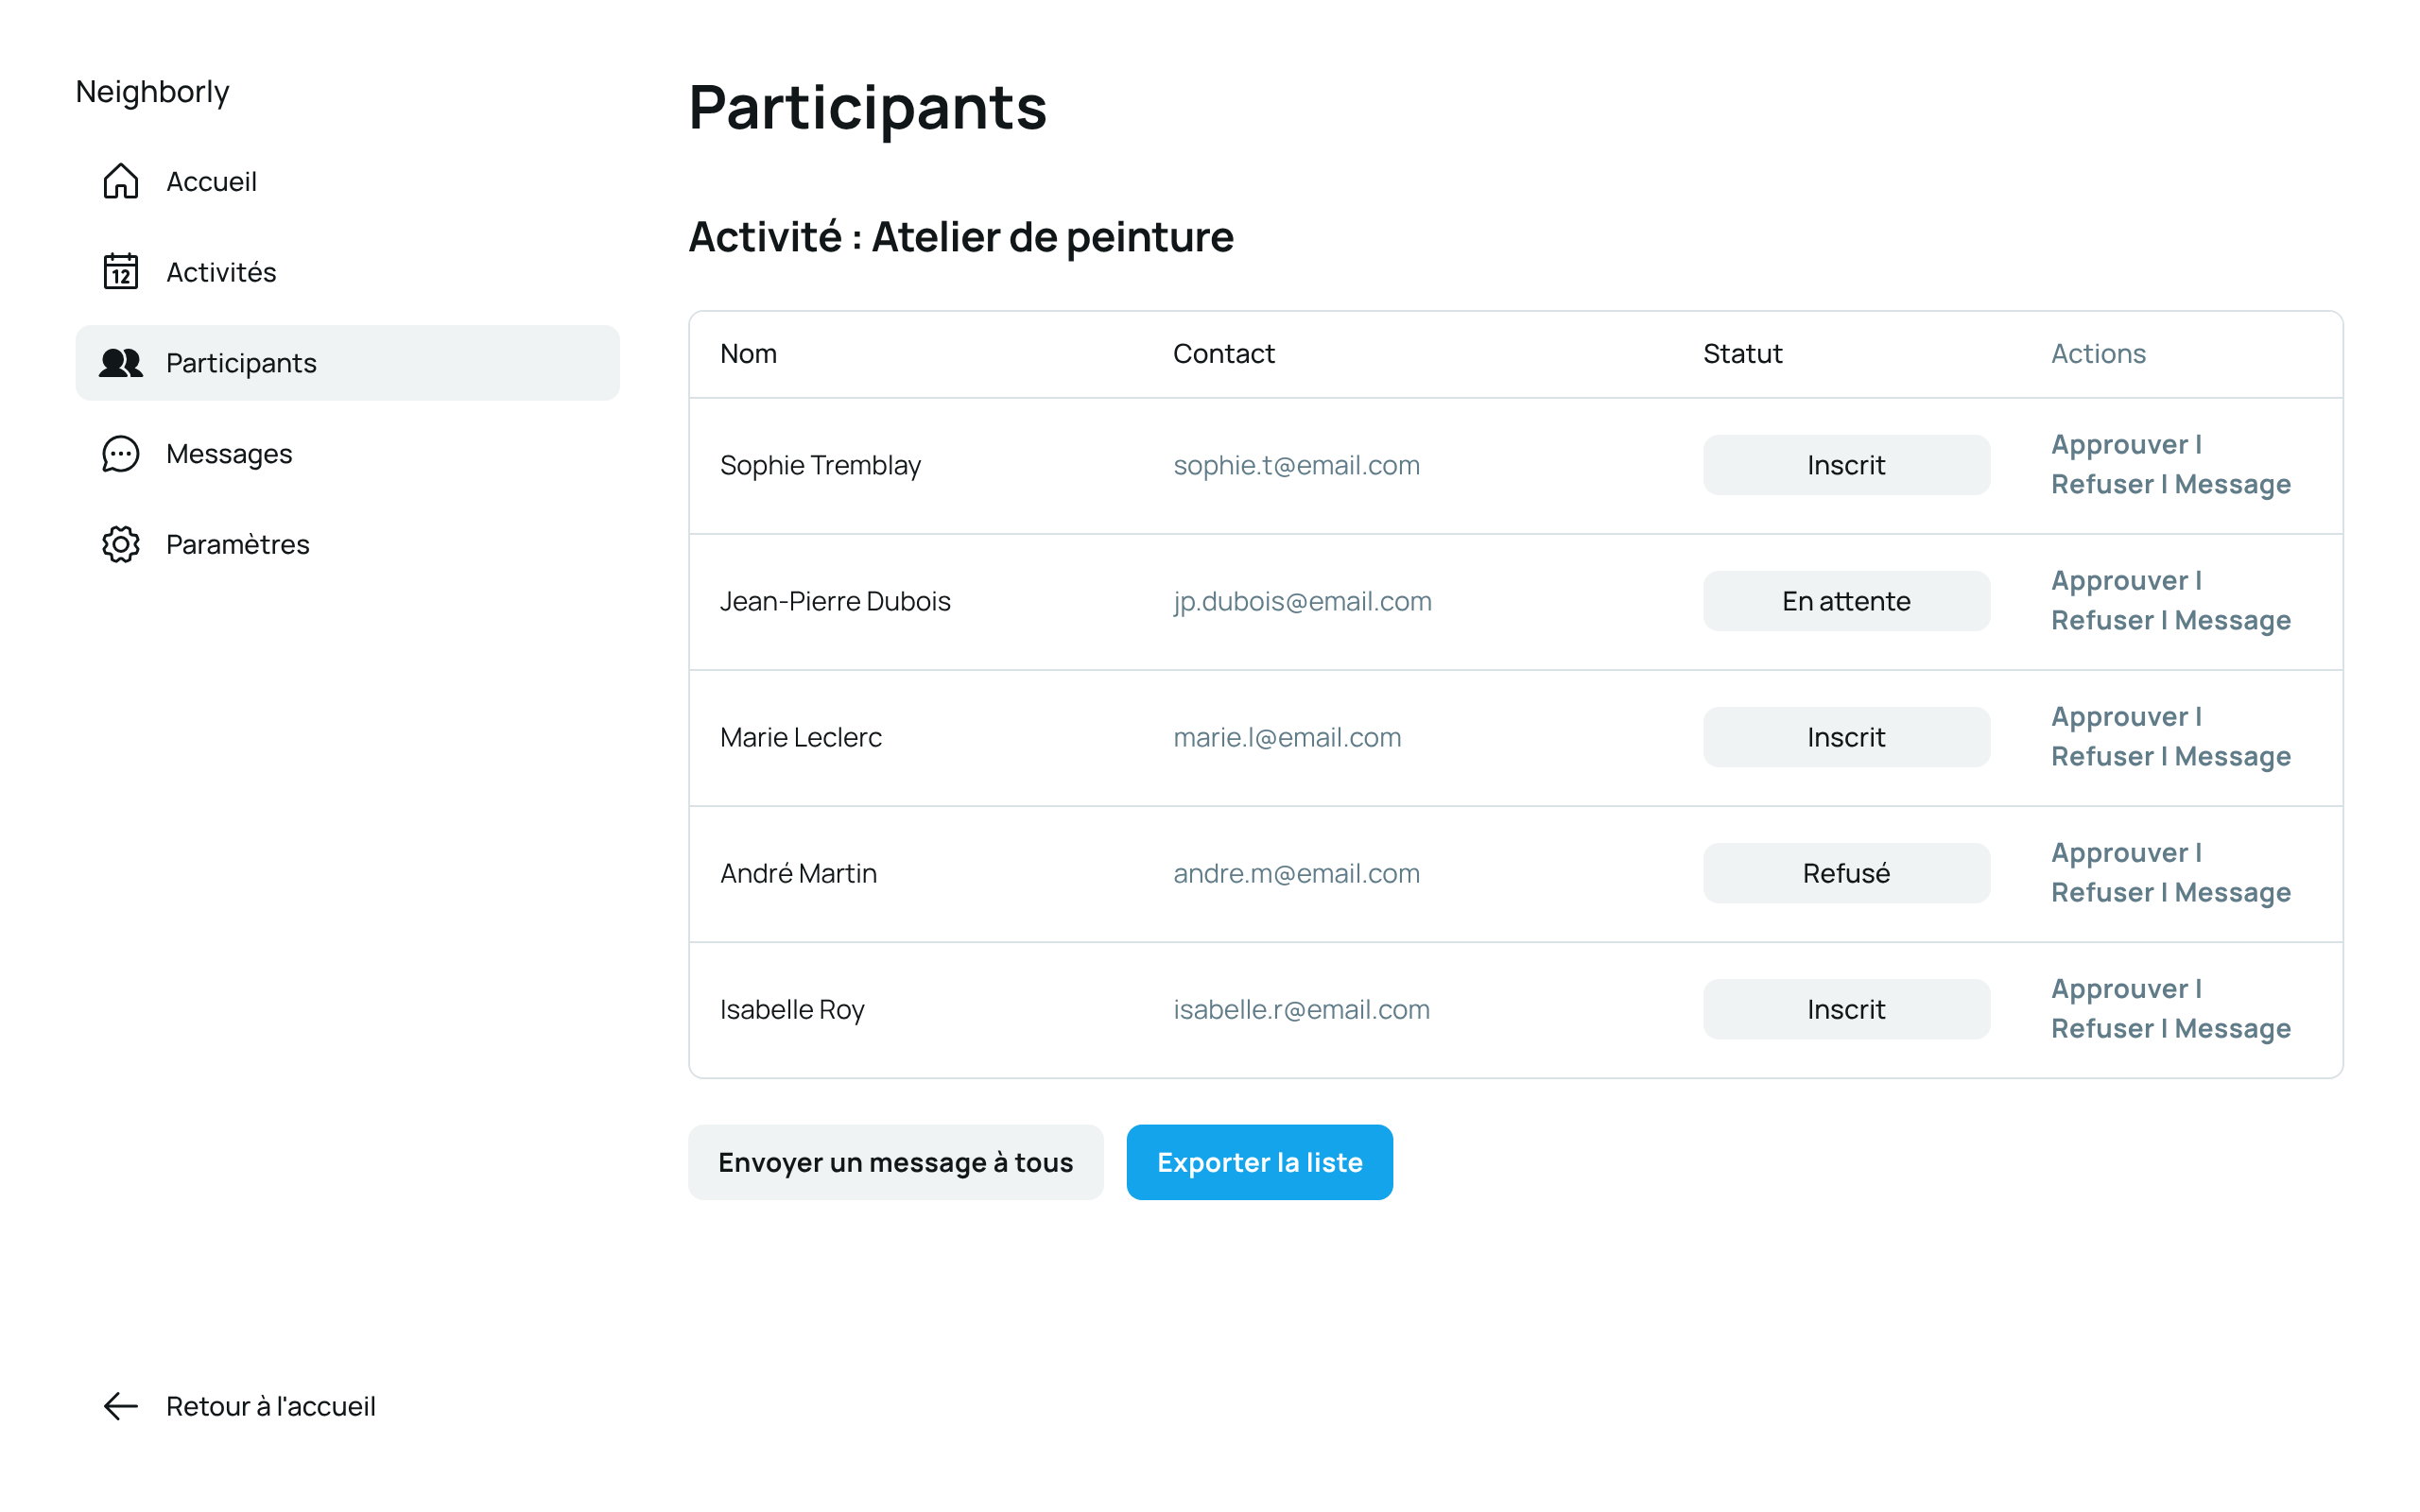 Neighborly
Accueil
12
Activités
Participants
Messages
Paramètres
Retour à l'accueil
Participants
Activité : Atelier de peinture
Nom Contact Statut Actions
Sophie Tremblay sophie.t@email.com Inscrit Approuver |
Refuser | Message
Jean-Pierre Dubois jp.dubois@email.com En attente Approuver |
Refuser | Message
Marie Leclerc marie.l@email.com Inscrit Approuver |
Refuser | Message
André Martin andre.m@email.com Refusé Approuver |
Refuser | Message
Isabelle Roy isabelle.r@email.com Inscrit Approuver |
Refuser | Message
Envoyer un message à tous Exporter la liste